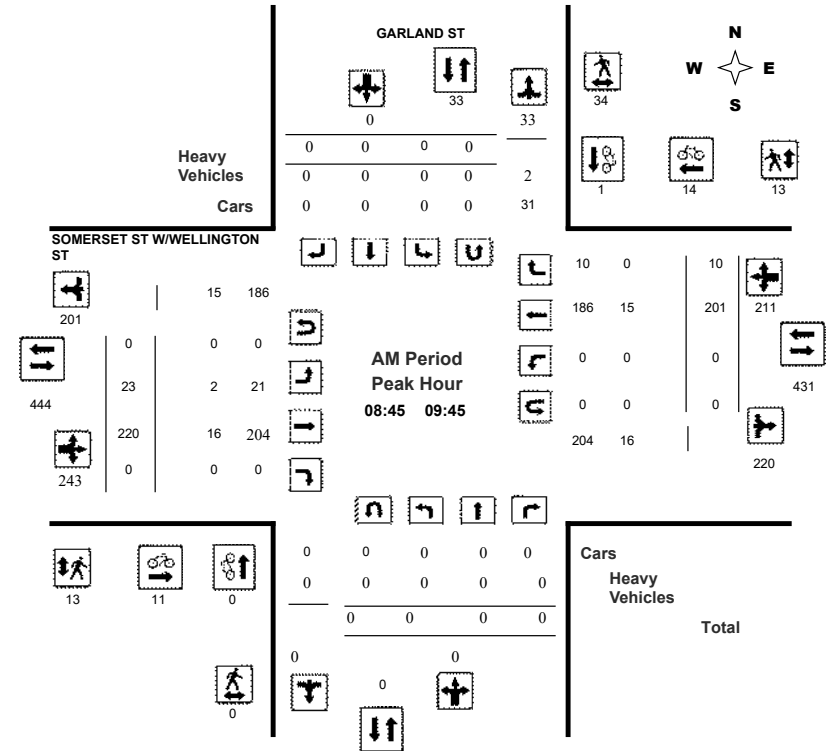 GARLAND ST
N
W E
S
33
34
0
33
0 0 0 0
Heavy
Vehicles
0 0 0 0 2
Cars
0 0 0 0 31
1 14 13
SOMERSET ST W/WELLINGTON
ST
10 0 10
15 186
201
186 15 201 211
0 0 0
AM Period
0 0 0
Peak Hour
431
444
23 2 21
08:45 09:45
0 0 0
220 16 204
204 16
220
243
0 0 0
0 0 0 0 0
Cars
13 11 0
0 0 0 0 0
Heavy
Vehicles
0 0 0 0
Total
0 0
0
0